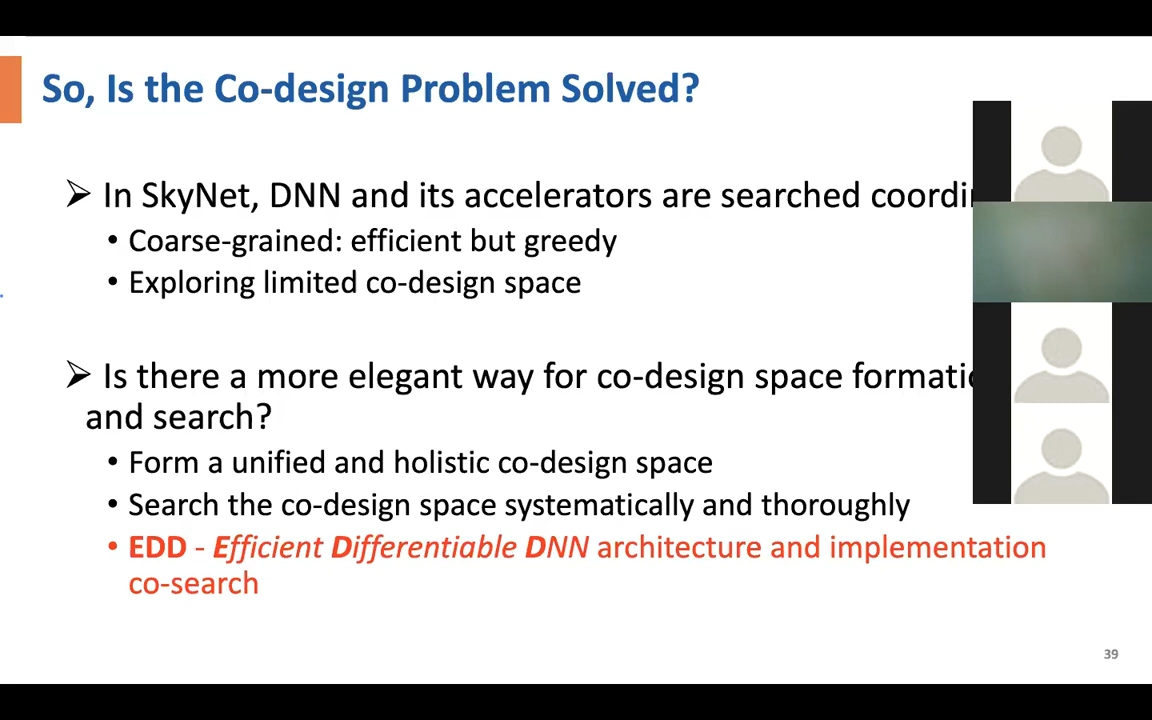 So, Is the Co-design Problem Solved?
➢ In SkyNet, DNN and its accelerators are searched
• Coarse-grained: efficient but greedy
• Exploring limited co-design space
➢ Is there a more elegant way for co-design space
and search?
• Form a unified and holistic co-design space
• Search the co-design space systematically and thoroughly
• EDD - Efficient Differentiable DNN architecture and implementation
co-search
39